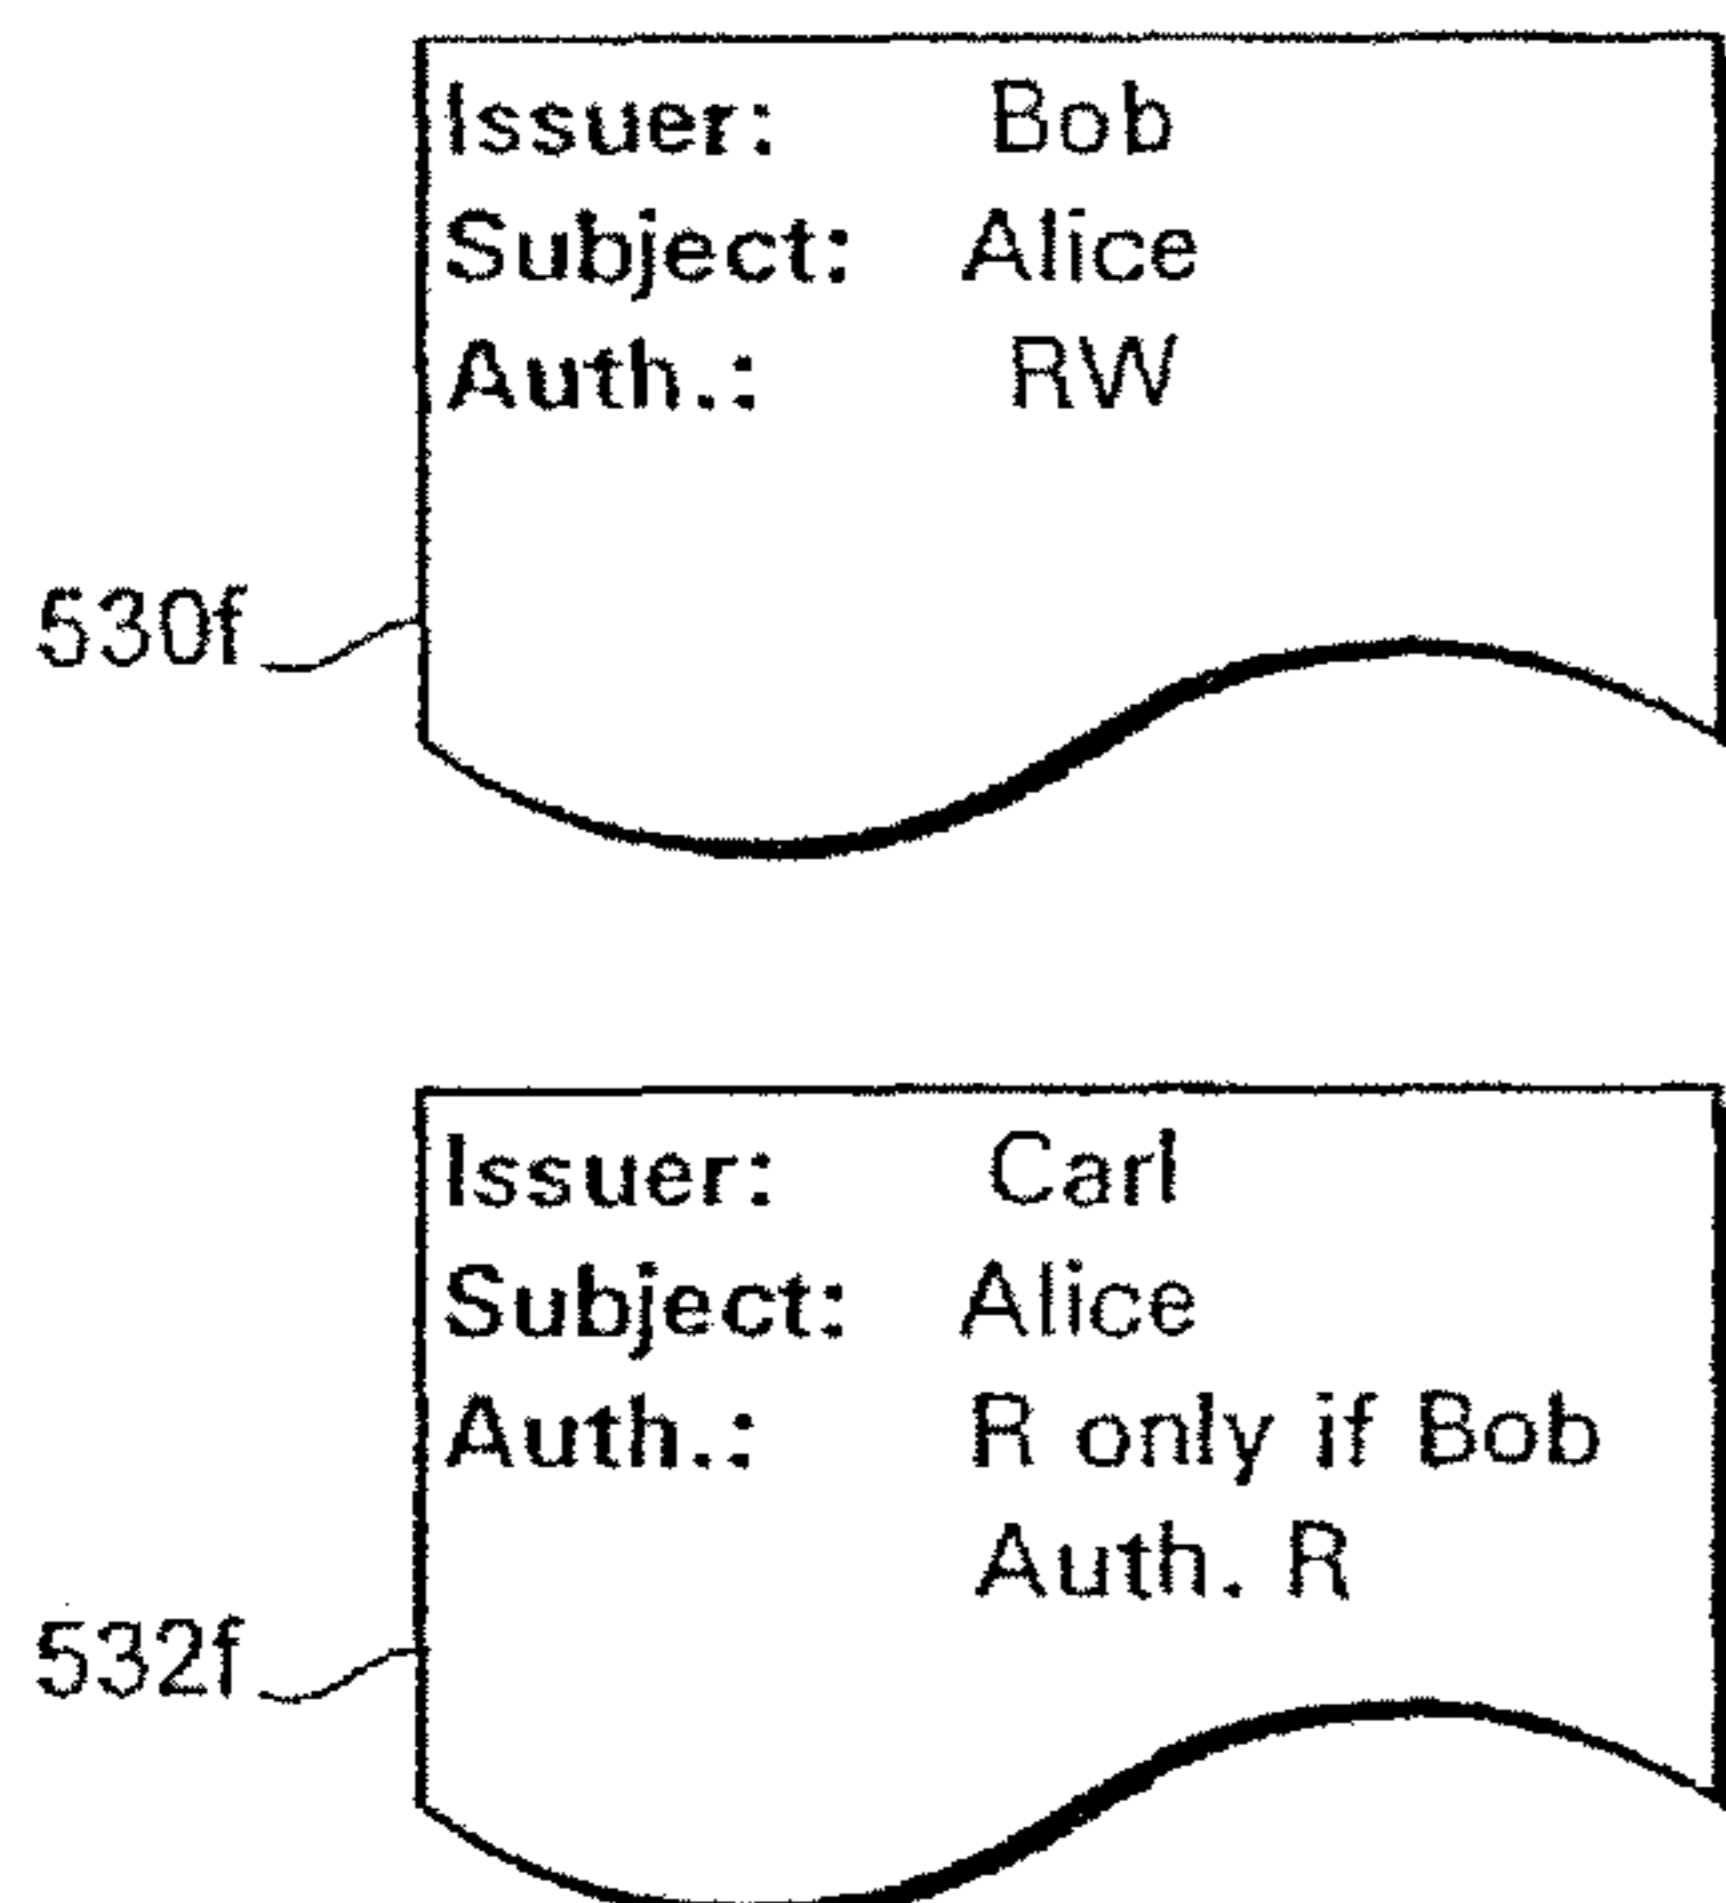 Issuer: Bob
Subject: Alice
Auth.: RW
530f
Issuer: Carl
Subject: Alice
Auth.: R only if Bob
Auth. R
532f